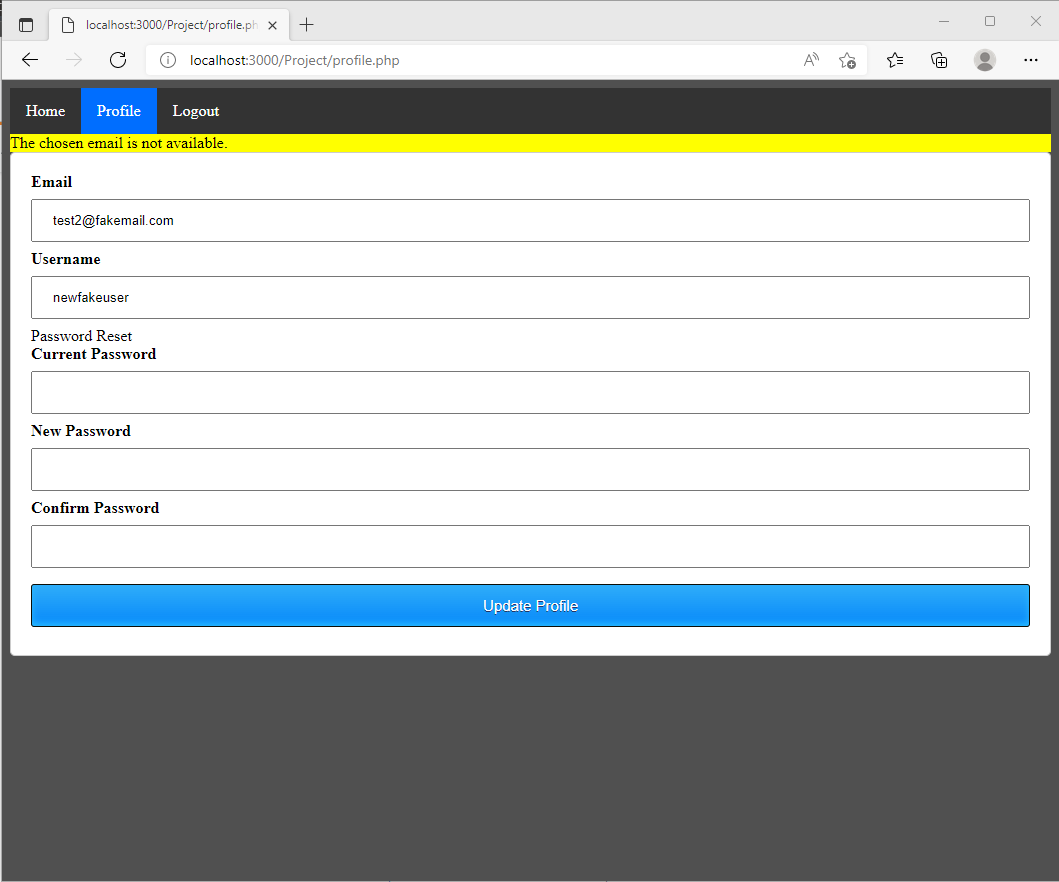 localhost:3000/Project/profile.ph
localhost:3000/Project/profile.php
Home Profile Logout
The chosen email is not available.
Email
test2@fakemail.com
Username
newfakeuser
Password Reset
Current Password
New Password
Confirm Password
Update Profile